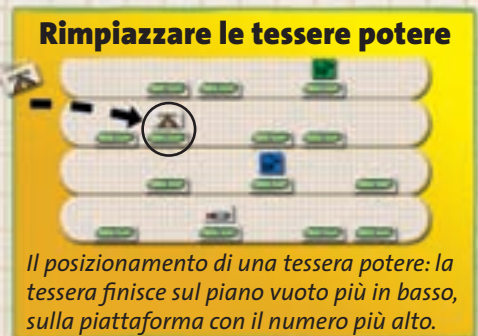 Rimpiazzare le tessere potere
Il posizionamento di una tessera potere: la
tessera finisce sul piano vuoto più in basso,
sulla piattaforma con il numero più alto.